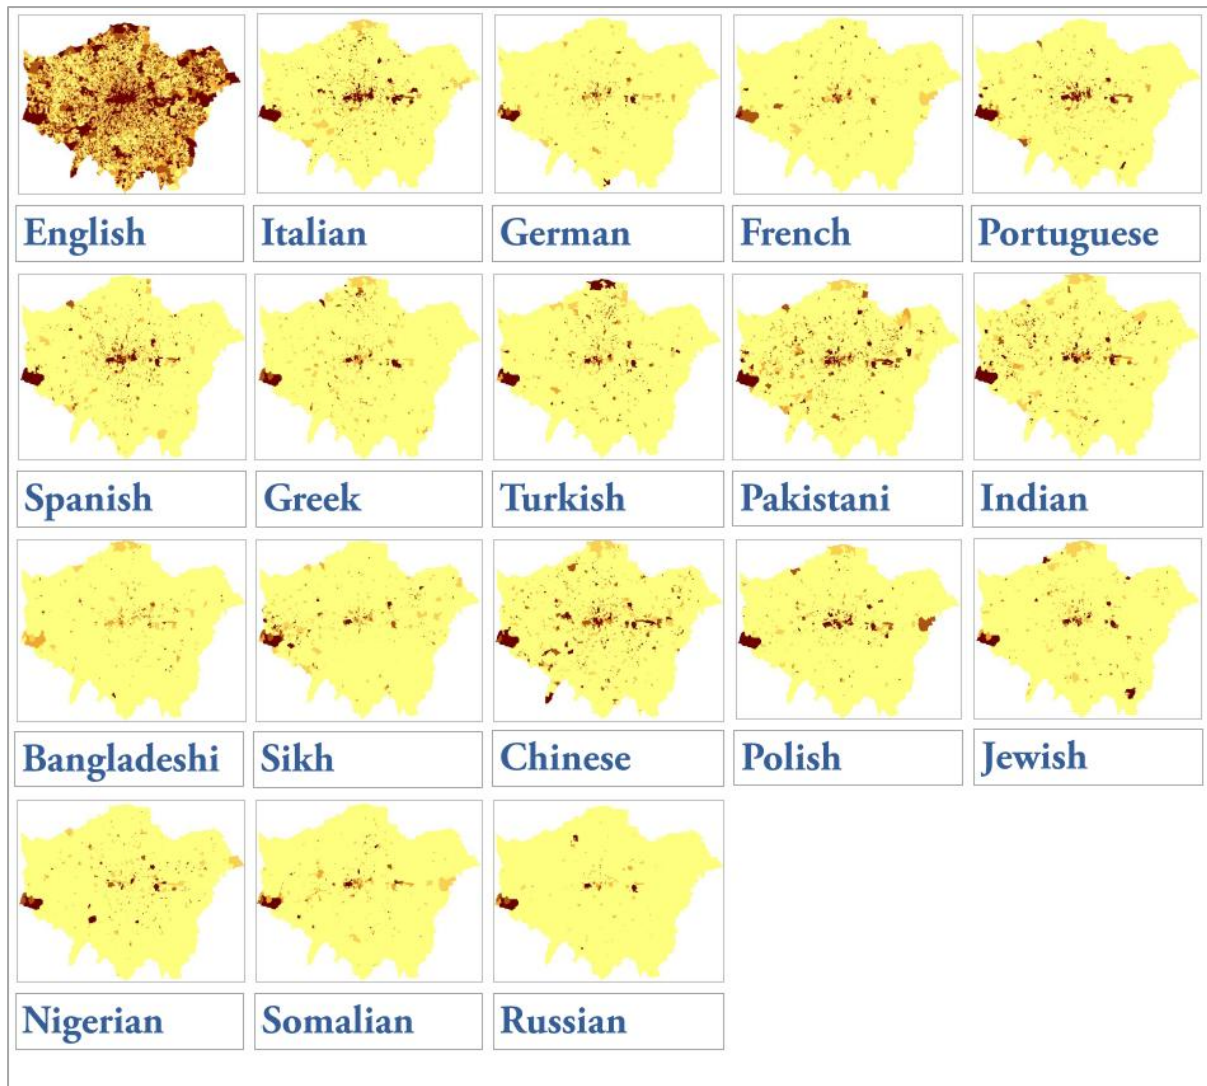 English
Italian
German
French
Portuguese
Spanish
Greek
Turkish
Pakistani
Indian
Bangladeshi
Sikh
Chinese
Polish
Jewish
Nigerian
Somalian
Russian